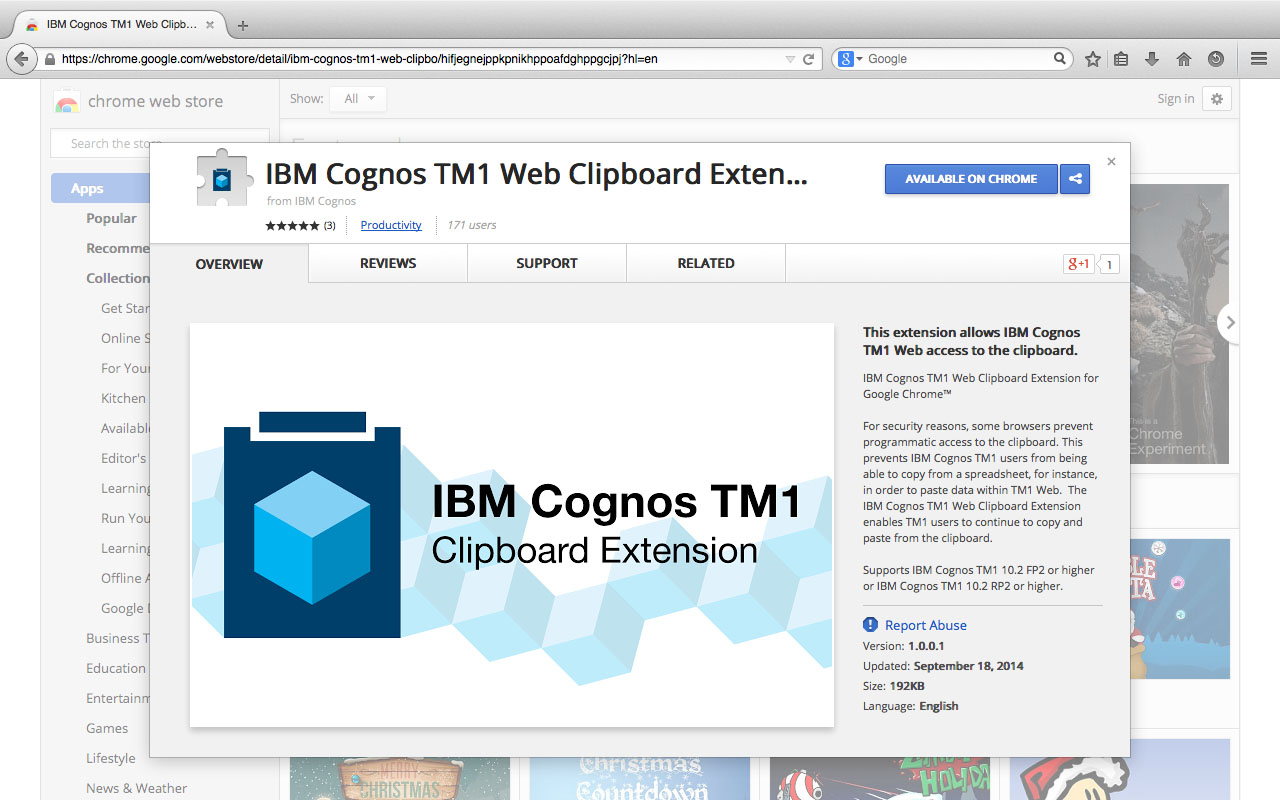 IBM Cognos TM1 Web Clipb...
https://chrome.google.com/webstore/detail/ibm-cognos-tm1-web-clipbo/hifjegnejppkpnikhppoafdghppgcjpj?hl=en
Google
chrome web store
Show:
All
Sign in
Search the store
Apps
Popular
Recomme
Collection
Get Star
Online S
For Your
Kitchen
Availabl
Editor's
Learning
Run You
Learning
Offline A
Google D
Business T
Education
Entertainm
Games
Lifestyle
News & Weather
IBM Cognos TM1 Web Clipboard Exten...
from IBM Cognos
(3)
Productivity
171 users
AVAILABLE ON CHROME
OVERVIEW
REVIEWS
SUPPORT
RELATED
g+1
1
IBM Cognos TM1
Clipboard Extension
This extension allows IBM Cognos
TM1 Web access to the clipboard.
IBM Cognos TM1 Web Clipboard Extension for
Google Chrome™
For security reasons, some browsers prevent
programmatic access to the clipboard. This
prevents IBM Cognos TM1 users from being
able to copy from a spreadsheet, for instance,
in order to paste data within TM1 Web. The
IBM Cognos TM1 Web Clipboard Extension
enables TM1 users to continue to copy and
paste from the clipboard.
Supports IBM Cognos TM1 10.2 FP2 or higher
or IBM Cognos TM1 10.2 RP2 or higher.
Report Abuse
Version: 1.0.0.1
Updated: September 18, 2014
Size: 192KB
Language: English
This is a
Chrome
Experiment.
MERRY
CHRISTMAS
Christmas
Countdown
HOLIDA